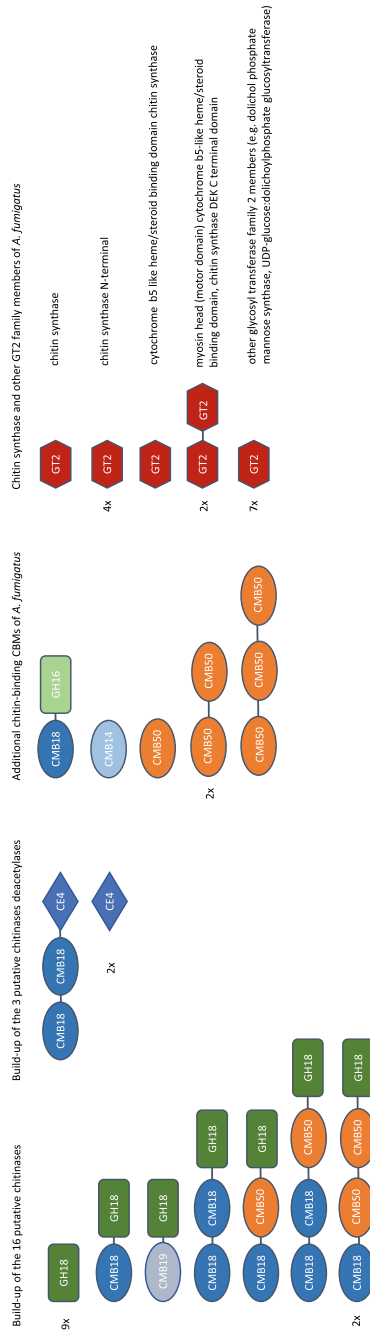 Build-up of the 16 putative chitinases
9x
GH18
CMB18 GH18
CMB19 GH18
CMB18 CMB18 GH18
CMB18 CMB50 GH18
CMB18 CMB18 CMB50 GH18
2x
CMB18 CMB50 CMB50 GH18
Build-up of the 3 putative chitinases deacetylases
CMB18 CMB18 CE4
2x
CE4
Additional chitin-binding CBMs of A. fumigatus
CMB18 GH16
CMB14
CMB50
2x
CMB50 CMB50
CMB50 CMB50 CMB50
Chitin synthase and other GT2 family members of A. fumigatus
GT2 chitin synthase
4x
GT2 chitin synthase N-terminal
GT2 cytochrome b5 like heme/steroid binding domain chitin synthase
2x
GT2 GT2
myosin head (motor domain) cytochrome b5-like heme/steroid
binding domain, chitin synthase DEK C terminal domain
7x
GT2
other glycosyl transferase family 2 members (e.g. dolichol phosphate
mannose synthase, UDP-glucose:dolichoylphosphate glucosyltransferase)